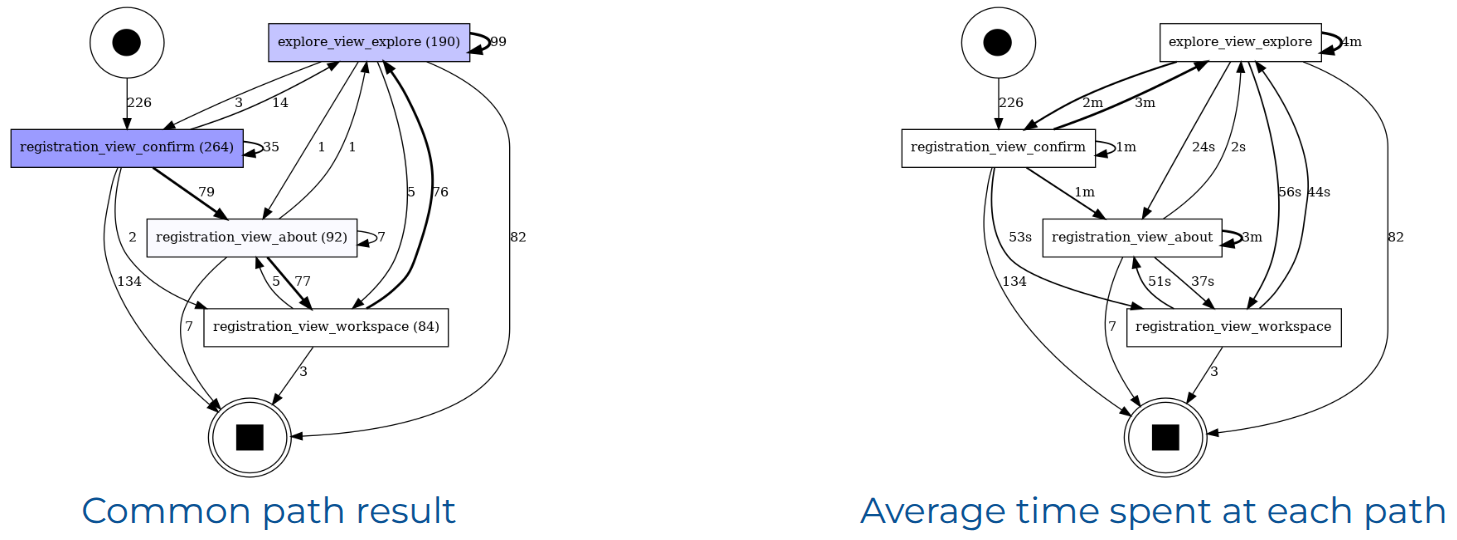 explore_view_explore (190)
99
226
3
14
registration_view_confirm (264)
35
79
1
1
5
76
2
registration_view_about (92)
7
82
134
5
77
7
registration_view_workspace (84)
3
Common path result
explore_view_explore
4m
226
2m
3m
registration_view_confirm
1m
24s
2s
1m
56s
44s
53s
registration_view_about
3m
82
134
51s
37s
7
registration_view_workspace
3
Average time spent at each path